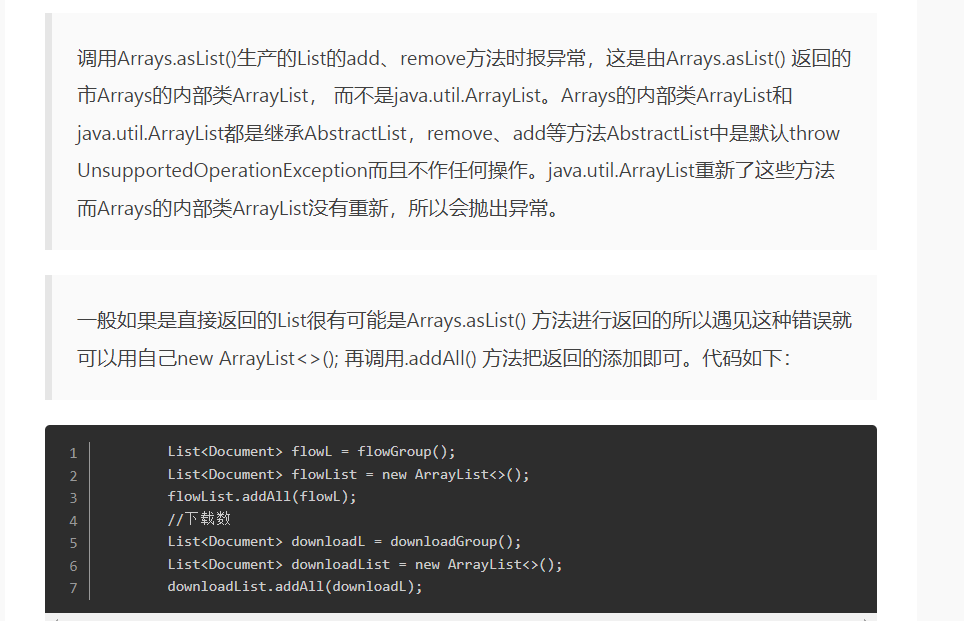 调用Arrays.asList()生产的List的add、remove方法时报异常，这是由Arrays.asList() 返回的
市Arrays的内部类ArrayList， 而不是java.util.ArrayList。Arrays的内部类ArrayList和
java.util.ArrayList都是继承AbstractList，remove、add等方法AbstractList中是默认throw
UnsupportedOperationException而且不作任何操作。java.util.ArrayList重新了这些方法
而Arrays的内部类ArrayList没有重新，所以会抛出异常。
一般如果是直接返回的List很有可能是Arrays.asList() 方法进行返回的所以遇见这种错误就
可以用自己new ArrayList<>(); 再调用.addAll() 方法把返回的添加即可。代码如下：
1 List<Document> flowL = flowGroup();
2 List<Document> flowList = new ArrayList<>();
3 flowList.addAll(flowL);
4 //下载数
5 List<Document> downloadL = downloadGroup();
6 List<Document> downloadList = new ArrayList<>();
7 downloadList.addAll(downloadL);